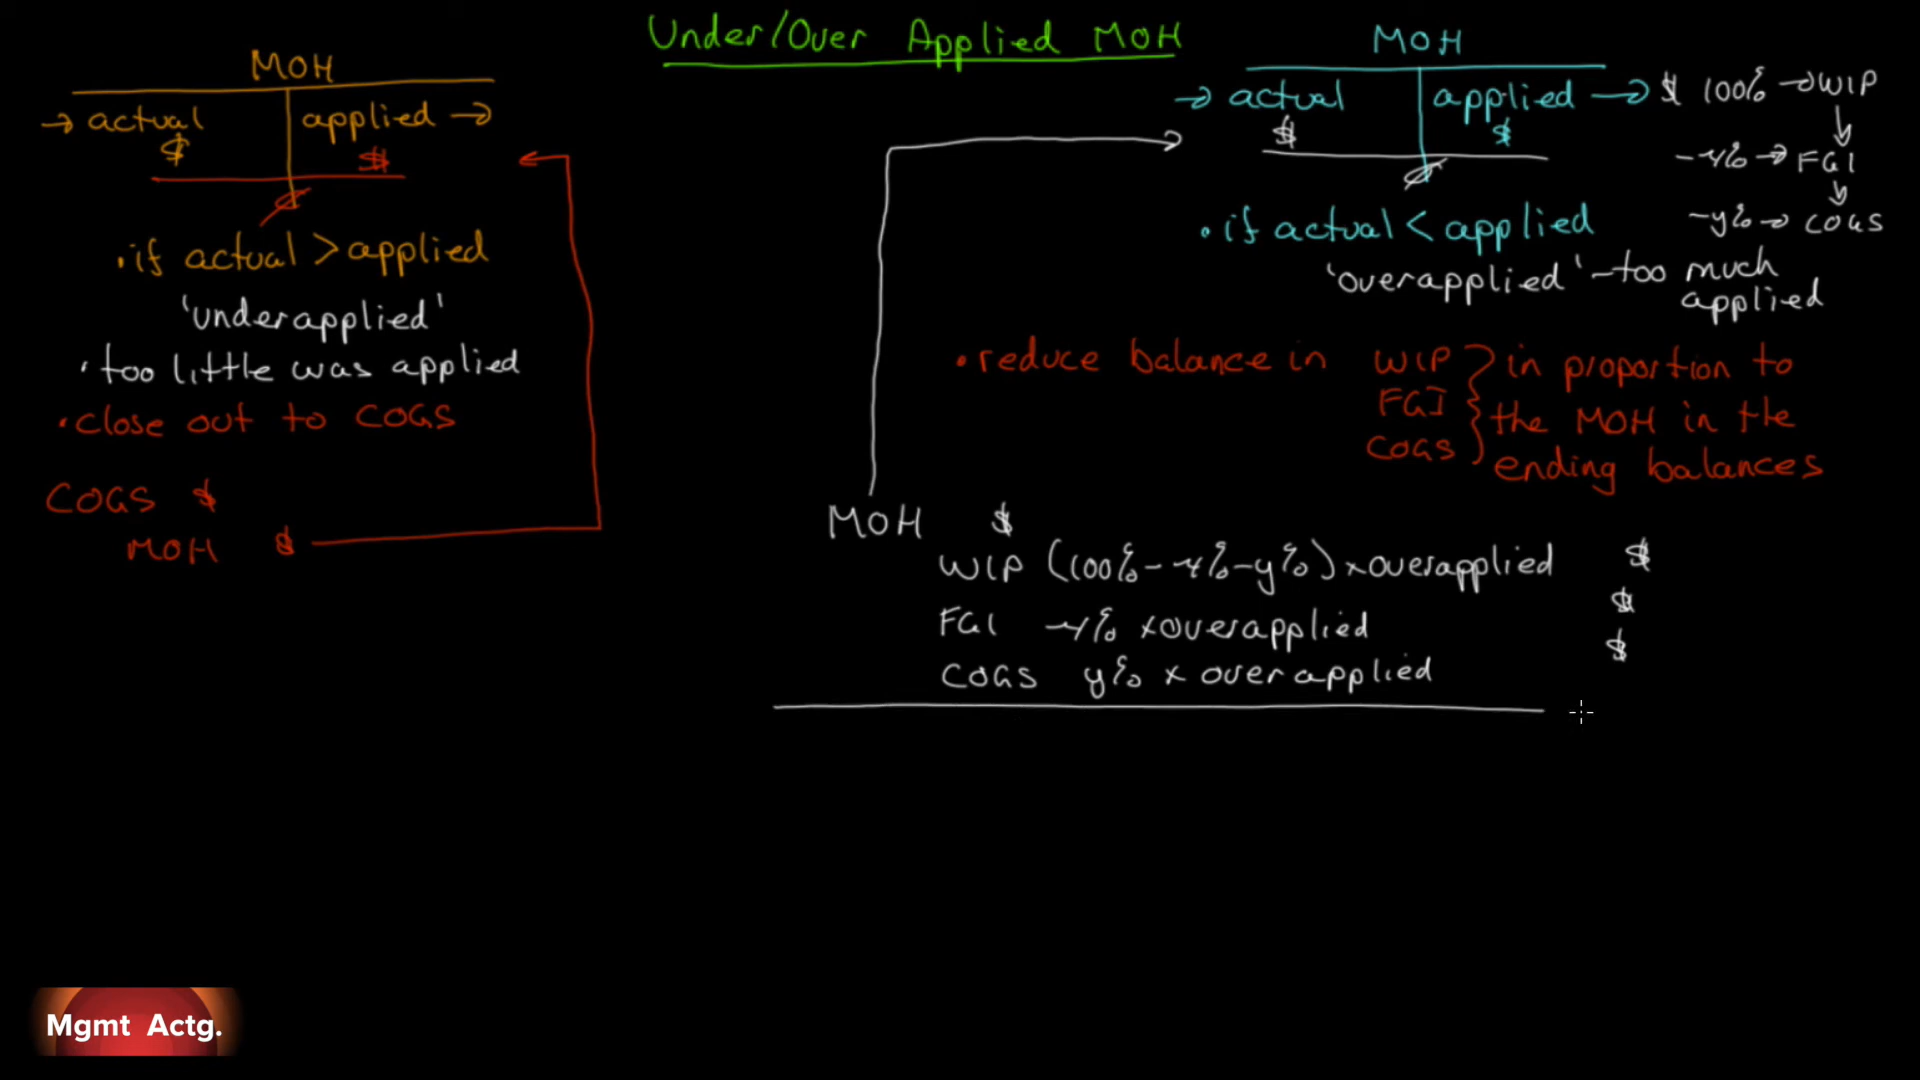 Under/Over Applied MOH
MOH
→ actual applied →
$ $
∅
• if actual > applied
'underapplied'
• too little was applied
• close out to COGS
COGS $
MOH $
MOH
→ actual applied → $ 100% → WIP
$ $
∅
x% → FGI
y% → COGS
• if actual < applied
'overapplied' - too much
applied
• reduce balance in WIP } in proportion to
FGI the MOH in the
COGS ending balances
MOH $
WIP (100% - x% - y%) x overapplied $
FGI x% x overapplied $
COGS y% x overapplied $
Mgmt Actg.